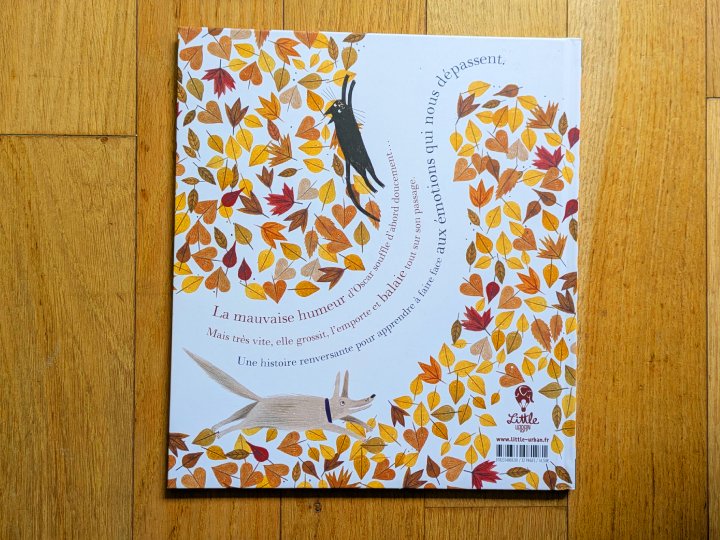 La mauvaise humeur d'Oscar souffle d'abord doucement...
Mais très vite, elle grossit, l'emporte et balaie tout sur son passage.
Une histoire renversante pour apprendre à faire face aux émotions qui nous dépassent.
Little
URBAN
www.little-urban.fr